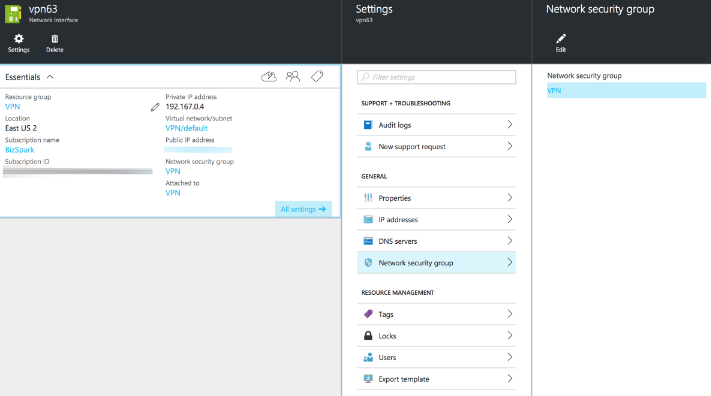 vpn63
Network interface
Settings
Delete
Essentials
Resource group
VPN
Location
East US 2
Subscription name
BizSpark
Subscription ID
Private IP address
192.167.0.4
Virtual network/subnet
VPN/default
Public IP address
Network security group
VPN
Attached to
VPN
All settings →
Settings
vpn63
Filter settings
SUPPORT + TROUBLESHOOTING
Audit logs
New support request
GENERAL
Properties
IP addresses
DNS servers
Network security group
RESOURCE MANAGEMENT
Tags
Locks
Users
Export template
Network security group
Edit
Network security group
VPN